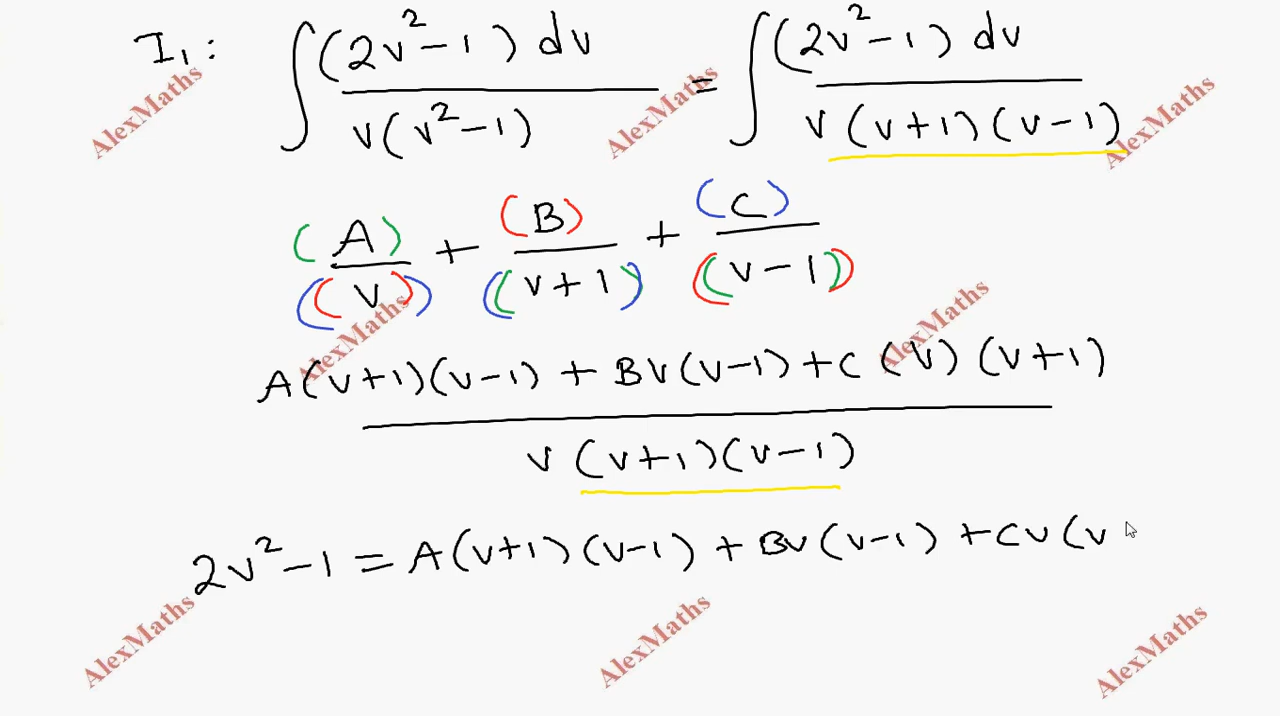 I₁: ∫ (2v²-1) dv / v(v²-1) = ∫ (2v²-1) dv / v(v+1)(v-1)
(A)/((v)) + (B)/((v+1)) + (C)/((v-1))
A(v+1)(v-1) + Bv(v-1) + C(v)(v+1)
v(v+1)(v-1)
2v²-1 = A(v+1)(v-1) + Bv(v-1) + Cv(v
AlexMaths
AlexMaths
AlexMaths
AlexMaths
AlexMaths
AlexMaths
AlexMaths
AlexMaths